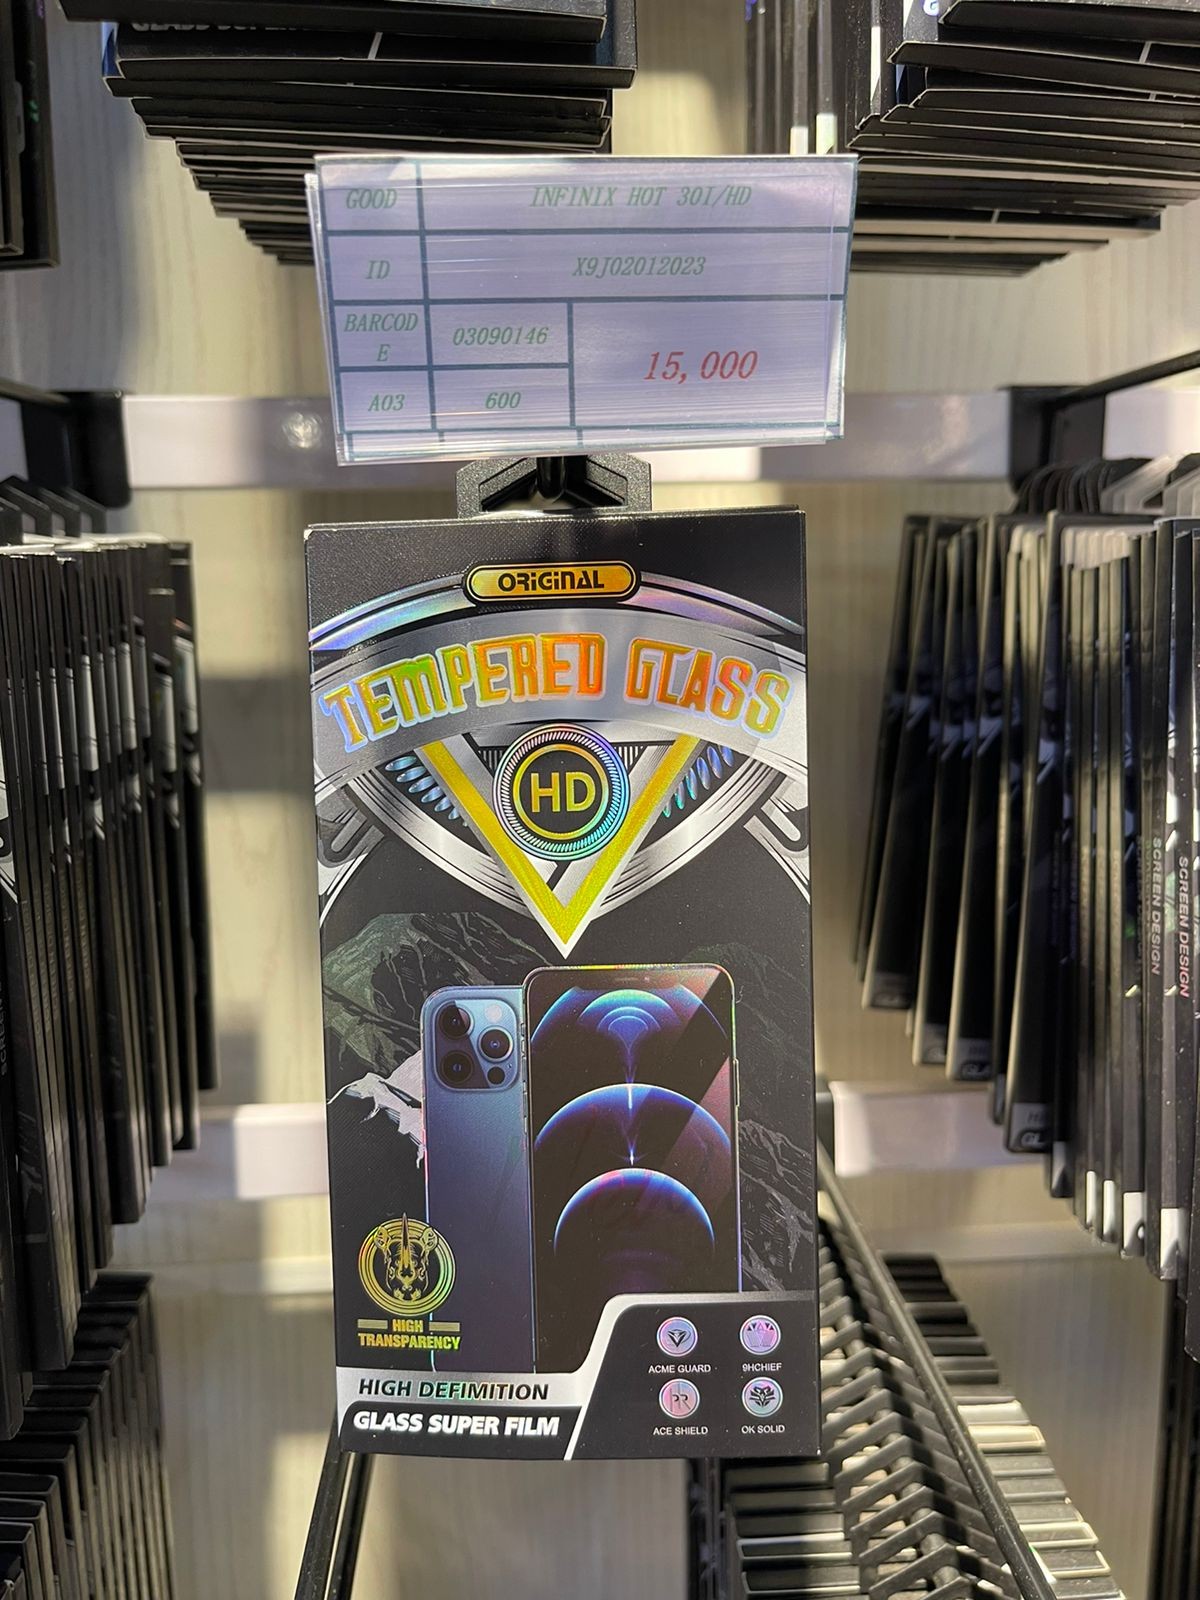 GOOD INFINIX HOT 30I/HD
ID X9J02012023
BARCOD
E
03090146
15,000
A03 600
ORiGiNAL
TEMPERED GLASS
HD
HIGH
TRANSPARENCY
ACME GUARD
9HCHIEF
ACE SHIELD
OK SOLID
HIGH DEFIMITION
GLASS SUPER FILM
SCREEN DESIGN
SCREEN DESIGN